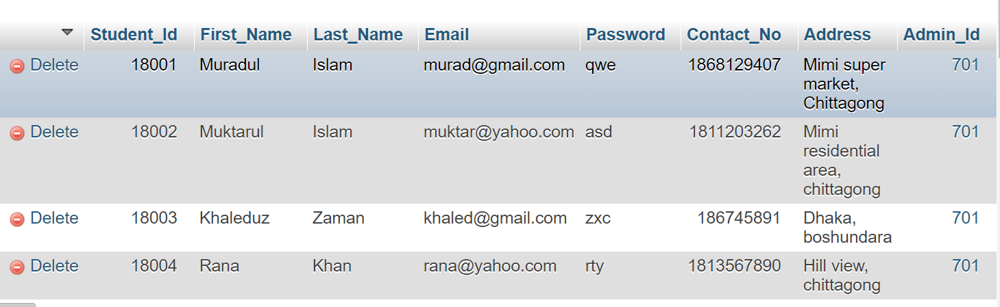 Student_Id First_Name Last_Name Email Password Contact_No Address Admin_Id
Delete 18001 Muradul Islam murad@gmail.com qwe 1868129407 Mimi super 701
market,
Chittagong
Delete 18002 Muktarul Islam muktar@yahoo.com asd 1811203262 Mimi 701
residential
area,
chittagong
Delete 18003 Khaleduz Zaman khaled@gmail.com zxc 186745891 Dhaka, 701
boshundara
Delete 18004 Rana Khan rana@yahoo.com rty 1813567890 Hill view, 701
chittagong